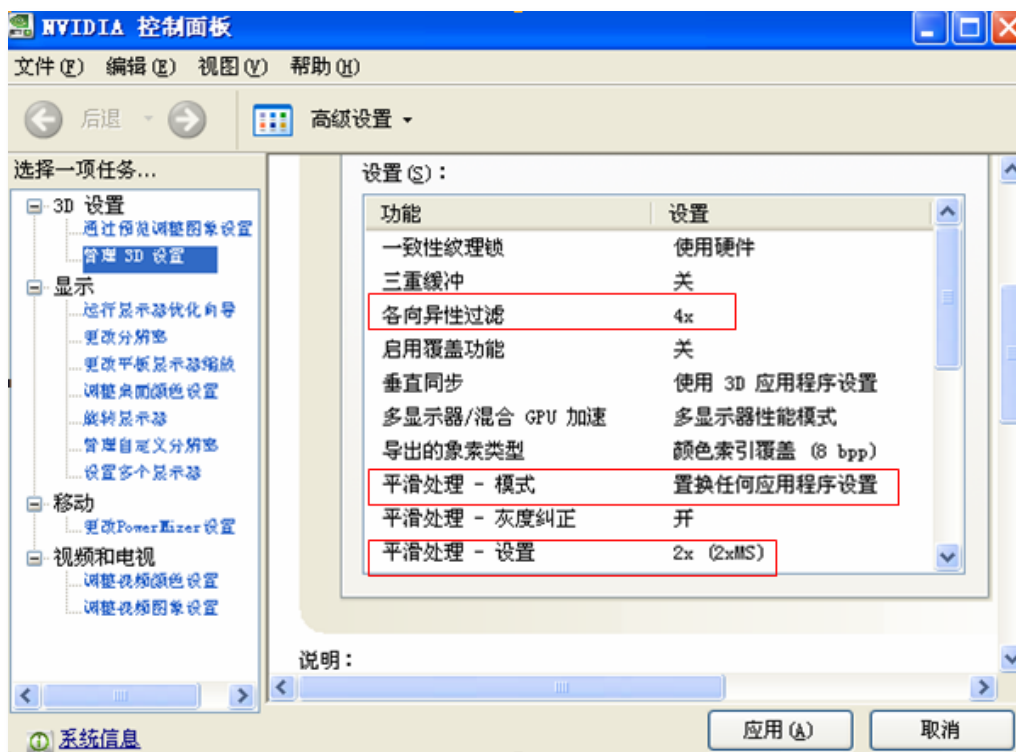 NVIDIA 控制面板
文件(F) 编辑(E) 视图(V) 帮助(H)
后退 高级设置
选择一项任务...
3D 设置
通过预览调整图象设置
管理 3D 设置
显示
运行显示器优化向导
更改分辨率
更改平板显示器缩放
调整桌面颜色设置
旋转显示器
管理自定义分辨率
设置多个显示器
移动
更改PowerMizer设置
视频和电视
调整视频颜色设置
调整视频图象设置
系统信息
设置(S)：
功能 设置
一致性纹理锁 使用硬件
三重缓冲 关
各向异性过滤 4x
启用覆盖功能 关
垂直同步 使用 3D 应用程序设置
多显示器/混合 GPU 加速 多显示器性能模式
导出的象素类型 颜色索引覆盖 (8 bpp)
平滑处理 - 模式 置换任何应用程序设置
平滑处理 - 灰度纠正 开
平滑处理 - 设置 2x (2xMS)
说明：
应用(A) 取消